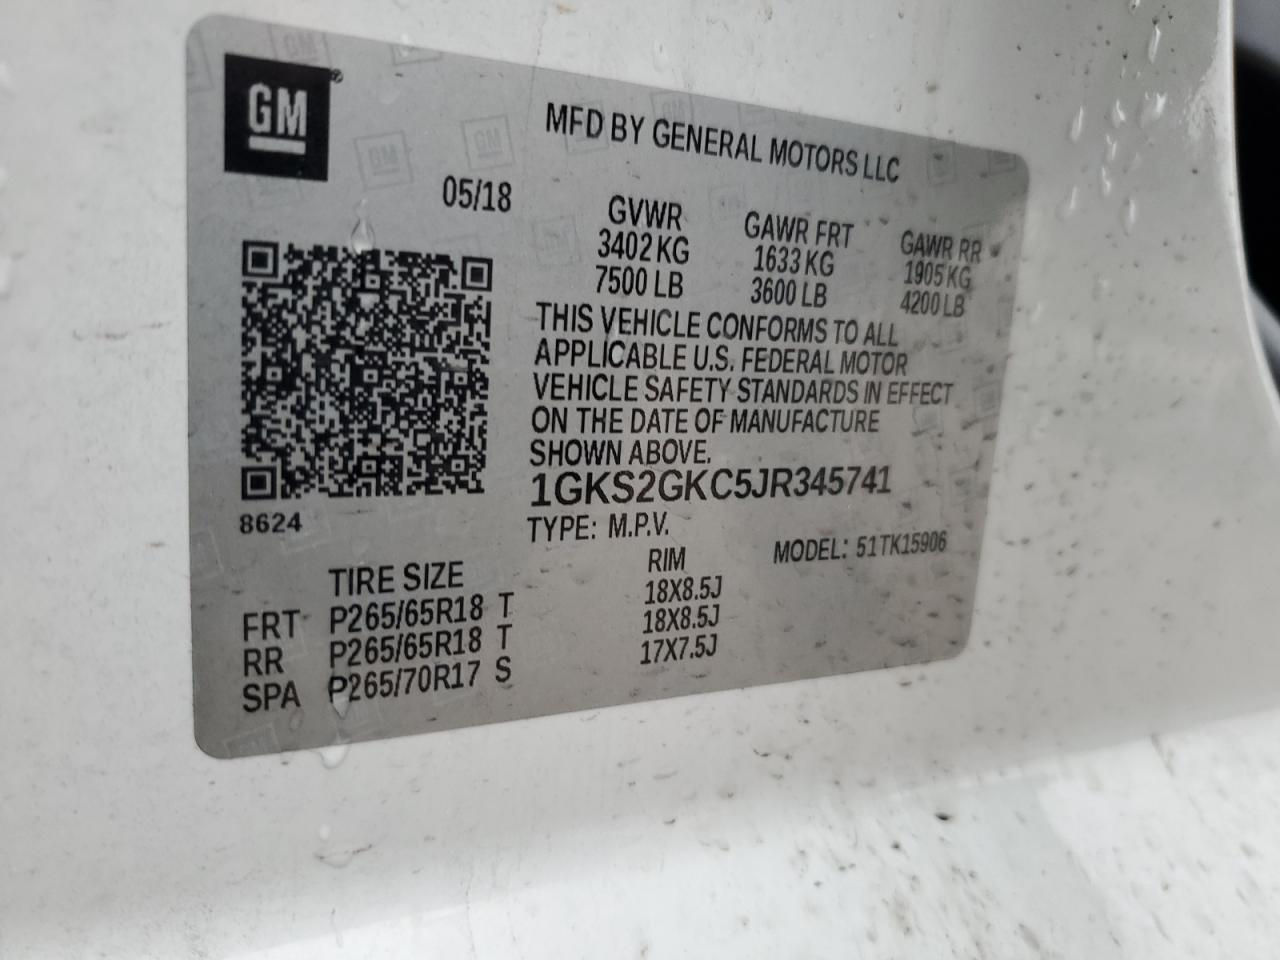 GM
MFD BY GENERAL MOTORS LLC
05/18
GVWR GAWR FRT GAWR RR
3402 KG 1633 KG 1905 KG
7500 LB 3600 LB 4200 LB
THIS VEHICLE CONFORMS TO ALL
APPLICABLE U.S. FEDERAL MOTOR
VEHICLE SAFETY STANDARDS IN EFFECT
ON THE DATE OF MANUFACTURE
SHOWN ABOVE.
1GKS2GKC5JR345741
8624
TYPE: M.P.V. MODEL: 51TK15906
TIRE SIZE RIM
FRT P265/65R18 T 18X8.5J
RR P265/65R18 T 18X8.5J
SPA P265/70R17 S 17X7.5J